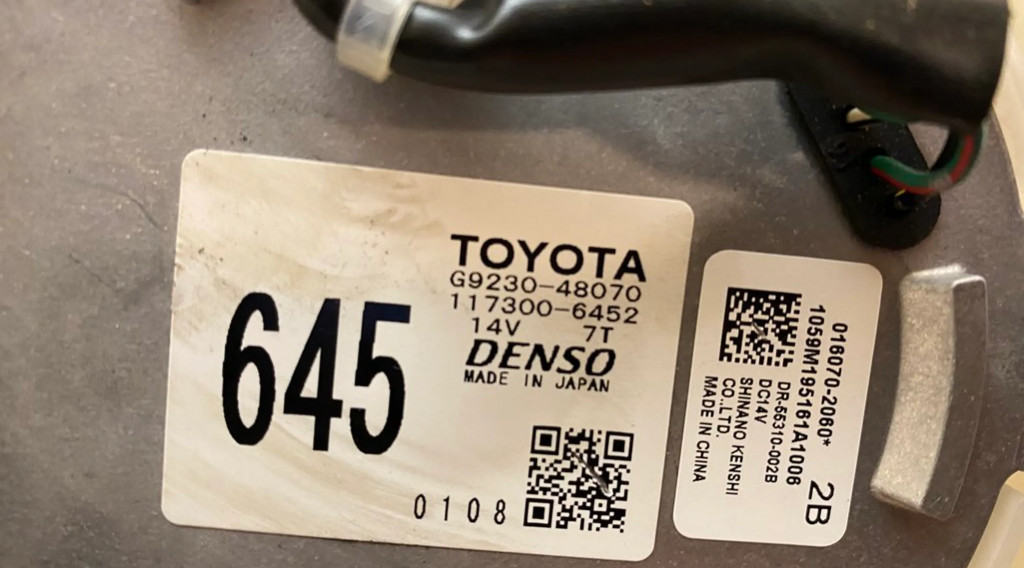 645
TOYOTA
G9230-48070
117300-6452
14V 7T
DENSO
MADE IN JAPAN
0108
016070-2060*
1059M195161A1006 2B
DR-55310-002B
DC14V
SHINANO KENSHI
CO.,LTD.
MADE IN CHINA